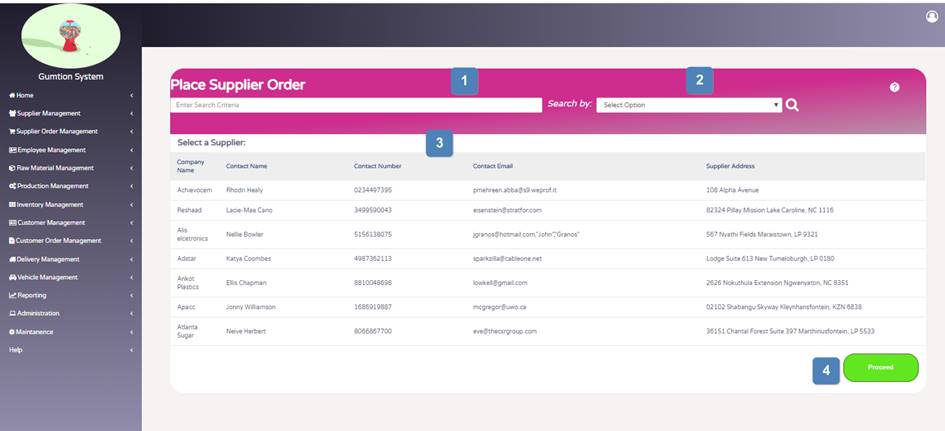 Gumtion System
Home
Supplier Management
Supplier Order Management
Employee Management
Raw Material Management
Production Management
Inventory Management
Customer Management
Customer Order Management
Delivery Management
Vehicle Management
Reporting
Administration
Maintanence
Help
1
2
Place Supplier Order
?
Enter Search Criteria
Search by:
Select Option
3
Select a Supplier:
Company Name Contact Name Contact Number Contact Email Supplier Address
Achievocem Rhodri Healy 0234497395 pmehreen.abba@s9.weprof.it 108 Alpha Avenue
Reshaad Lacie-Mae Cano 3499590043 eisenstein@stratfor.com 82324 Pillay Mission Lake Caroline, NC 1116
Alis elcetronics Nellie Bowler 5156138075 jgranos@hotmail.com,"John","Granos" 567 Nyathi Fields Maraistown, LP 9321
Adstar Katya Coombes 4987362113 sparkzilla@cableone.net Lodge Suite 613 New Tumeloburgh, LP 0180
Ankot Plastics Ellis Chapman 8810048698 lowkell@gmail.com 2626 Nokuthula Extension Ngwenyaton, NC 8351
Apacc Jonny Williamson 1686919887 mcgregor@uwo.ca 02102 Shabangu Skyway Kleynhansfontein, KZN 6838
Atlanta Sugar Neive Herbert 8066867700 eve@thecsrgroup.com 36151 Chantal Forest Suite 397 Marthinusfontein, LP 5533
4
Proceed